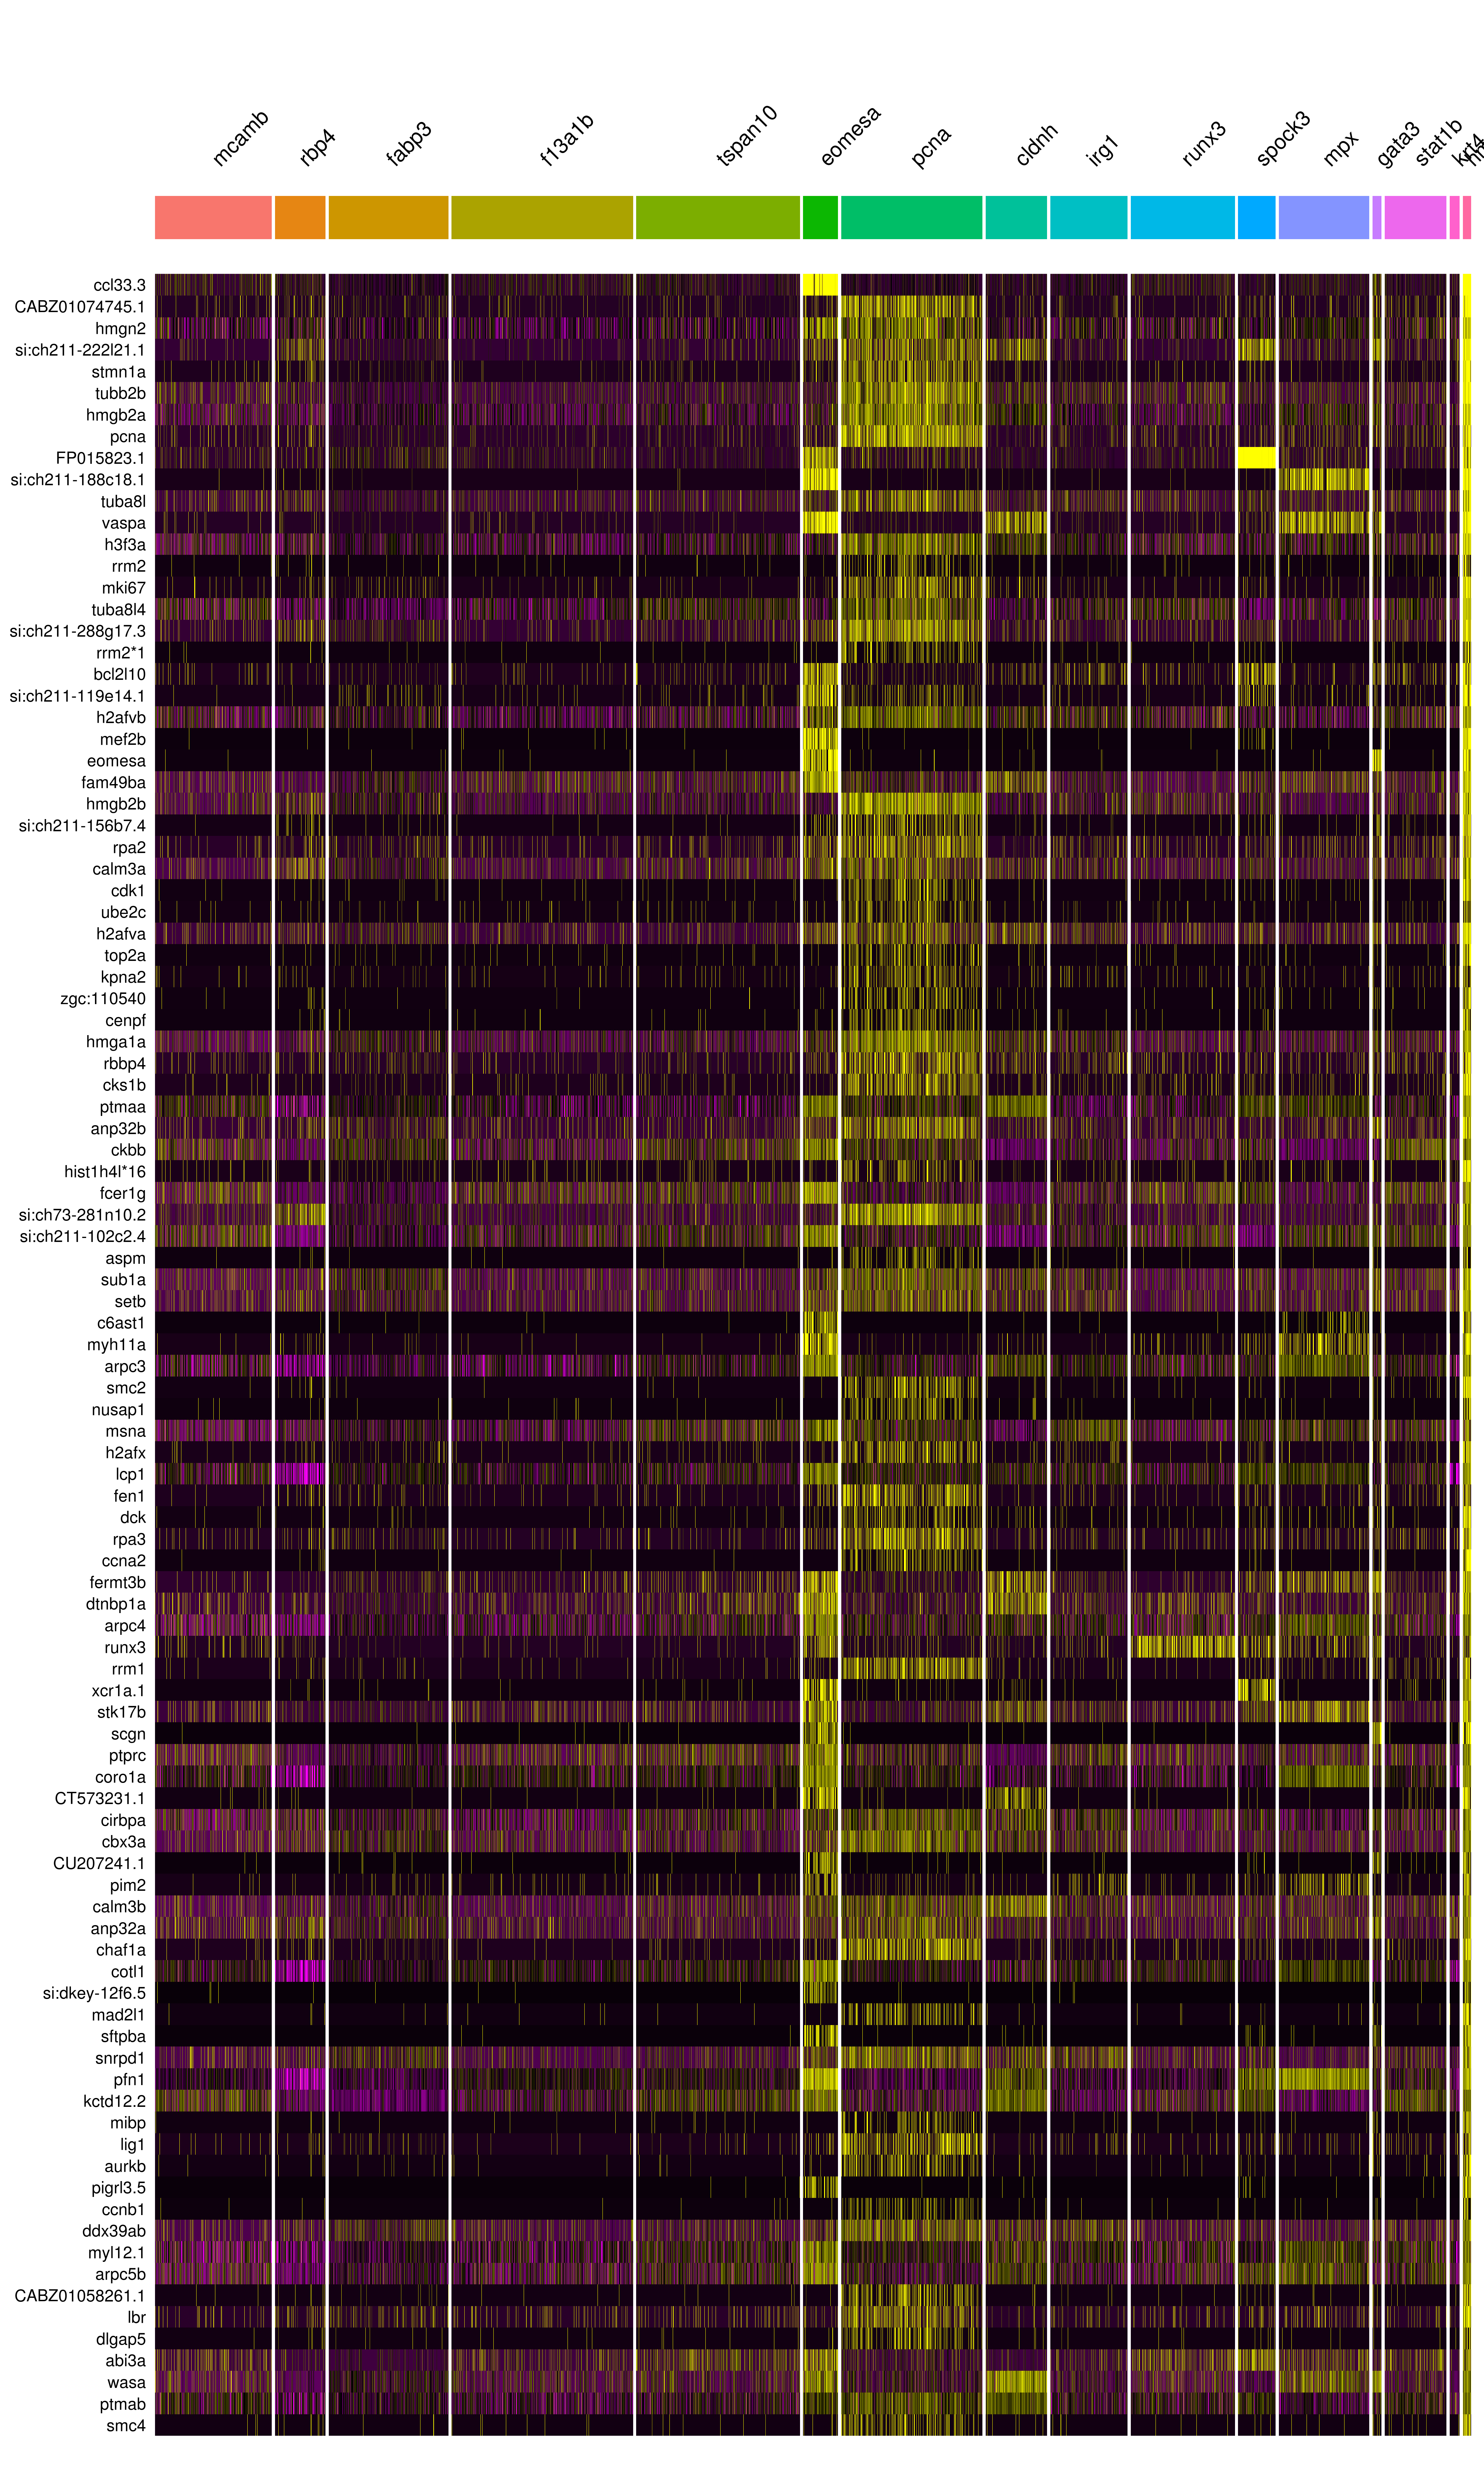 mcamb
rbp4
fabp3
f13a1b
tspan10
eomesa
pcna
cldnh
irg1
runx3
spock3
mpx
gata3
stat1b
krt4
ccl33.3
CABZ01074745.1
hmgn2
si:ch211-222l21.1
stmn1a
tubb2b
hmgb2a
pcna
FP015823.1
si:ch211-188c18.1
tuba8l
vaspa
h3f3a
rrm2
mki67
tuba8l4
si:ch211-288g17.3
rrm2*1
bcl2l10
si:ch211-119e14.1
h2afvb
mef2b
eomesa
fam49ba
hmgb2b
si:ch211-156b7.4
rpa2
calm3a
cdk1
ube2c
h2afva
top2a
kpna2
zgc:110540
cenpf
hmga1a
rbbp4
cks1b
ptmaa
anp32b
ckbb
hist1h4l*16
fcer1g
si:ch73-281n10.2
si:ch211-102c2.4
aspm
sub1a
setb
c6ast1
myh11a
arpc3
smc2
nusap1
msna
h2afx
lcp1
fen1
dck
rpa3
ccna2
fermt3b
dtnbp1a
arpc4
runx3
rrm1
xcr1a.1
stk17b
scgn
ptprc
coro1a
CT573231.1
cirbpa
cbx3a
CU207241.1
pim2
calm3b
anp32a
chaf1a
cotl1
si:dkey-12f6.5
mad2l1
sftpba
snrpd1
pfn1
kctd12.2
mibp
lig1
aurkb
pigrl3.5
ccnb1
ddx39ab
myl12.1
arpc5b
CABZ01058261.1
lbr
dlgap5
abi3a
wasa
ptmab
smc4